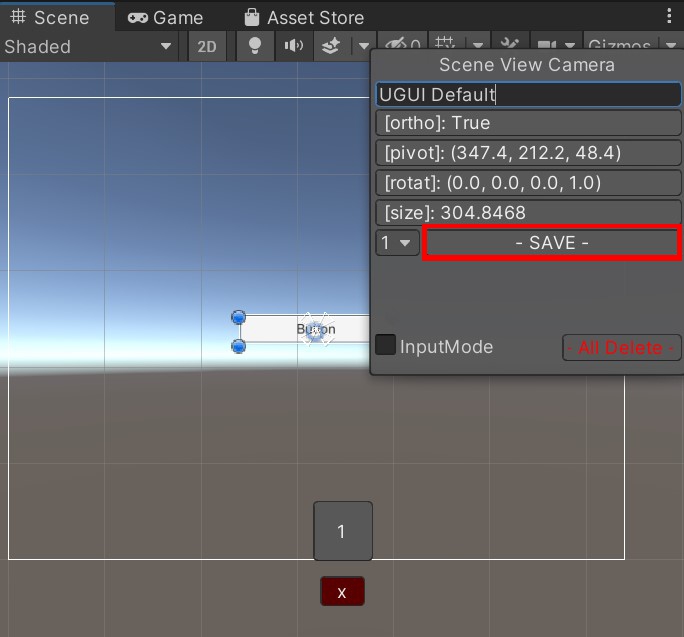 Scene Game Asset Store
Shaded 2D 0 Gizmos
Scene View Camera
UGUI Default
[ortho]: True
[pivot]: (347.4, 212.2, 48.4)
[rotat]: (0.0, 0.0, 0.0, 1.0)
[size]: 304.8468
1 - SAVE -
Button
InputMode - All Delete -
1
x